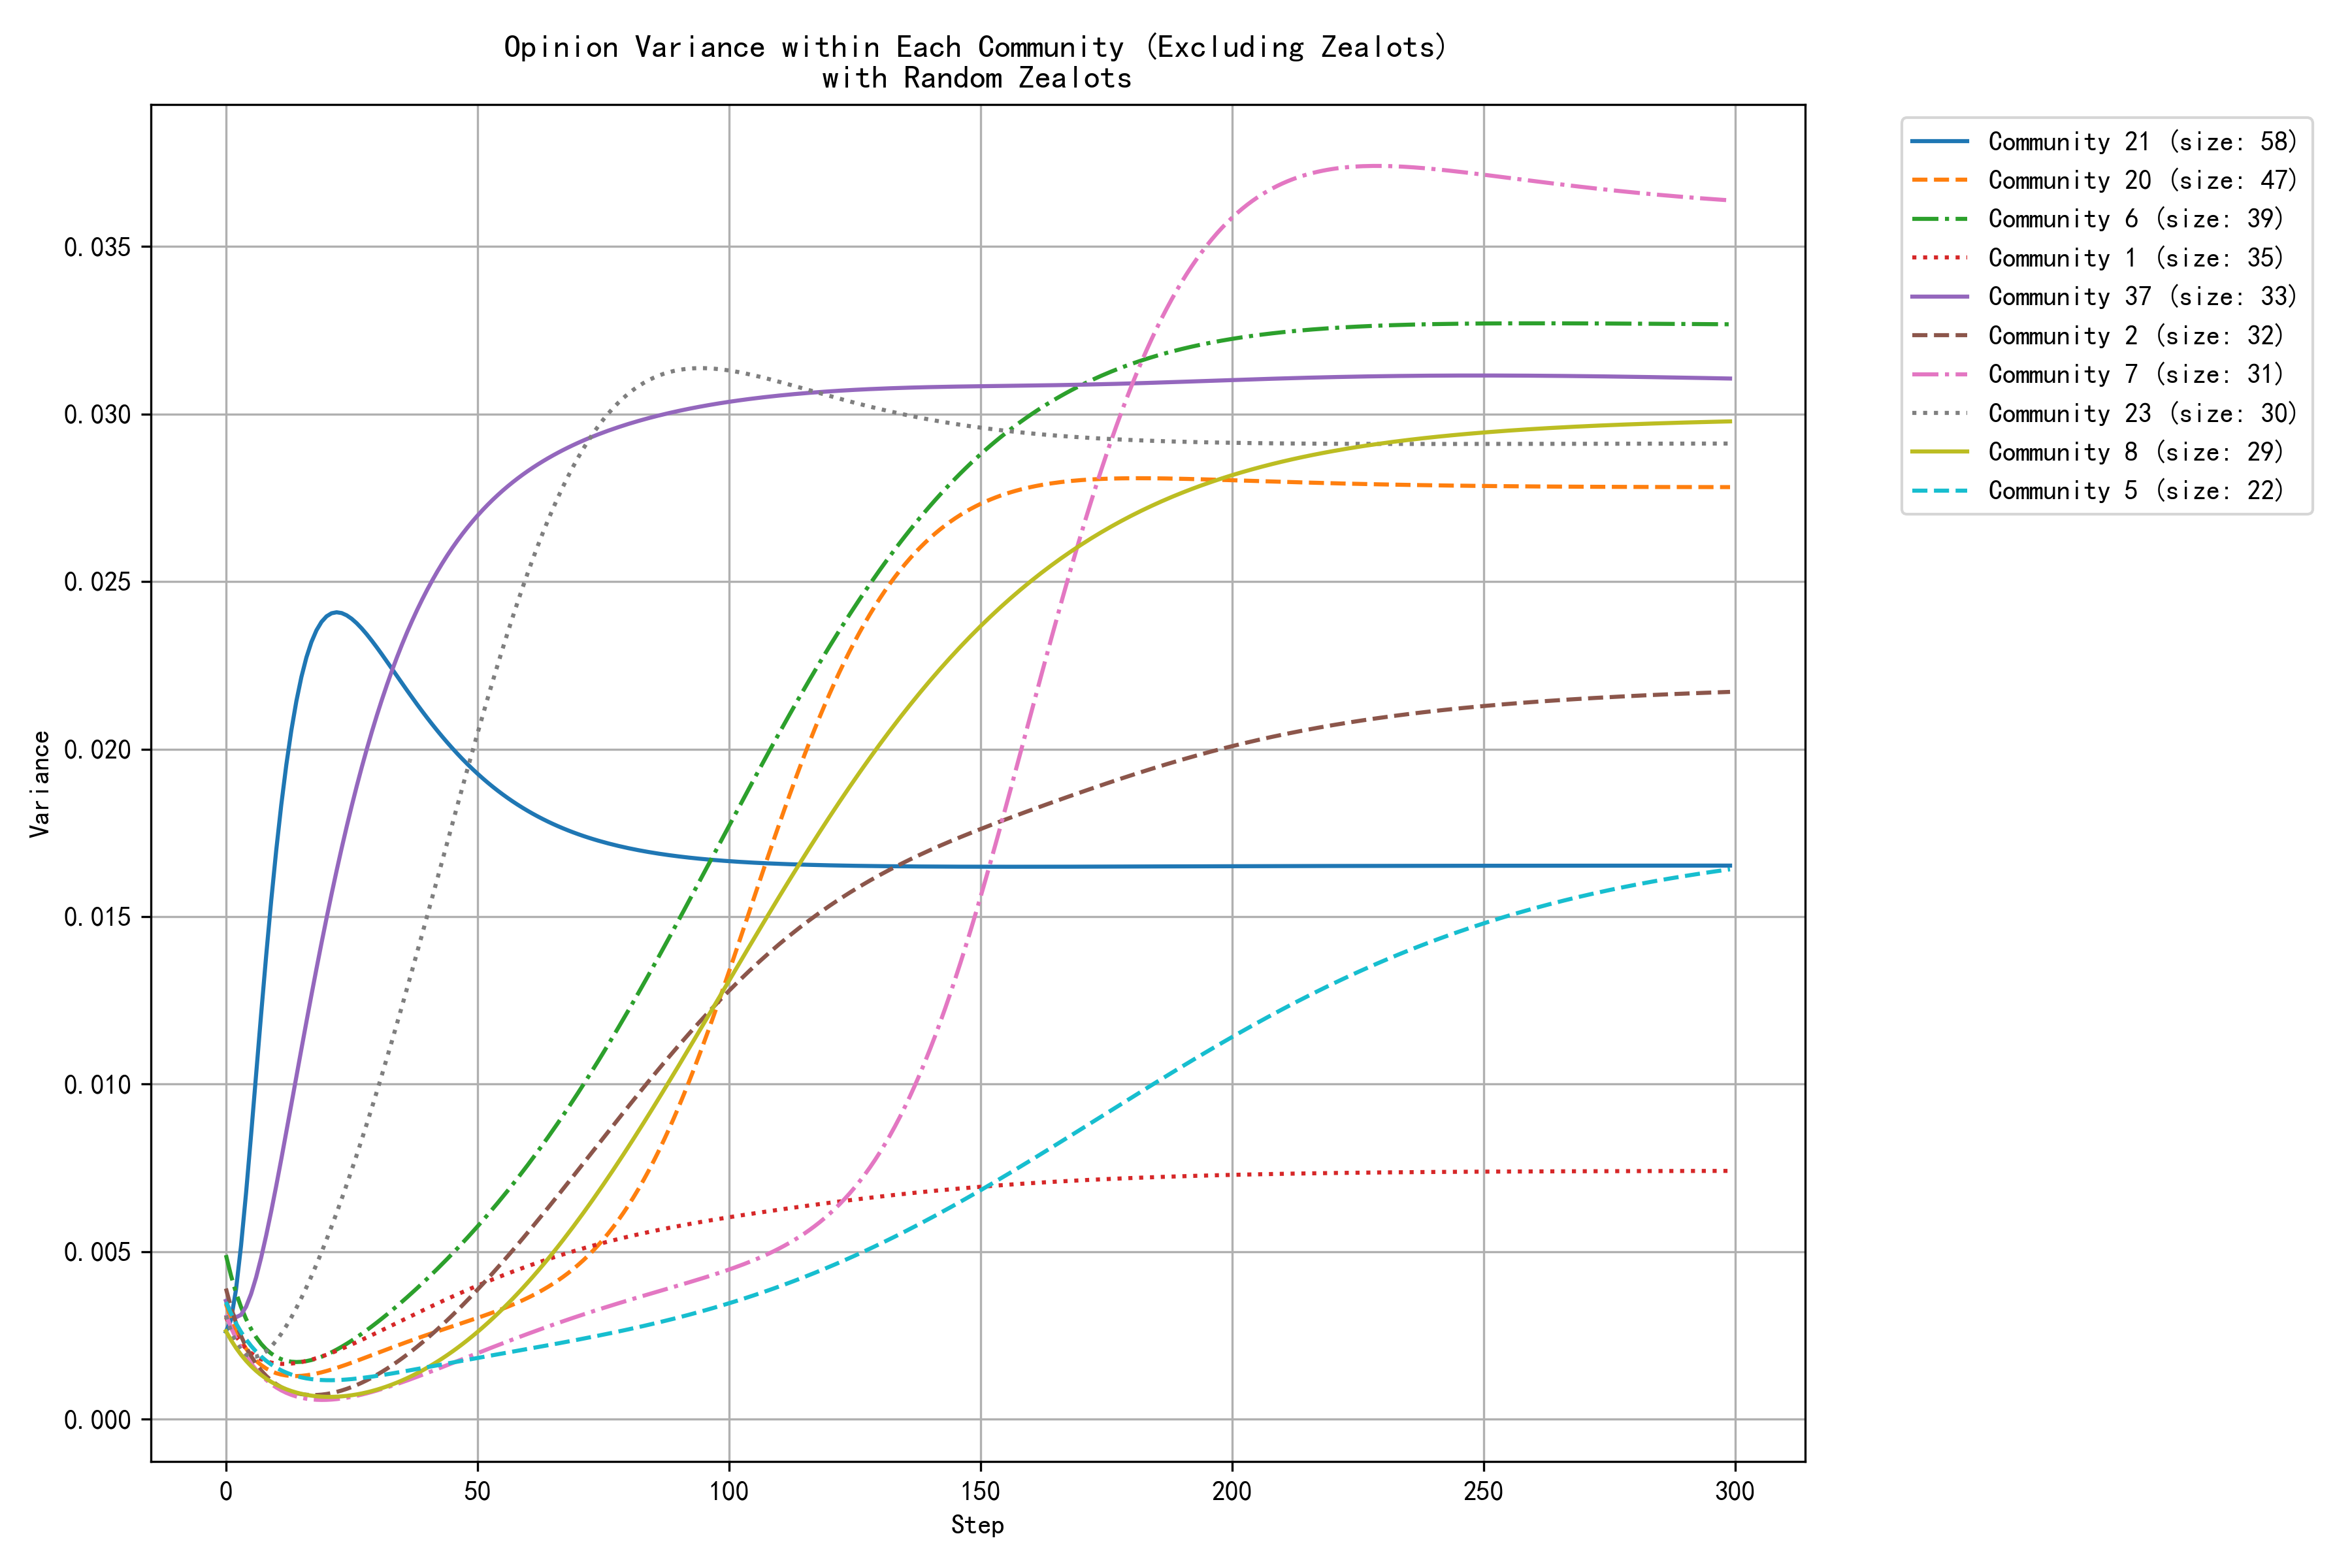 Opinion Variance within Each Community (Excluding Zealots)
with Random Zealots
Variance
0.035
0.030
0.025
0.020
0.015
0.010
0.005
0.000
0 50 100 150 200 250 300
Step
Community 21 (size: 58)
Community 20 (size: 47)
Community 6 (size: 39)
Community 1 (size: 35)
Community 37 (size: 33)
Community 2 (size: 32)
Community 7 (size: 31)
Community 23 (size: 30)
Community 8 (size: 29)
Community 5 (size: 22)